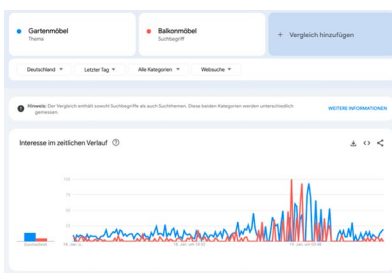 Gartenmöbel
Thema
Balkonmöbel
Suchbegriff
+ Vergleich hinzufügen
Deutschland
Letzter Tag
Alle Kategorien
Websuche
Hinweis: Der Vergleich enthält sowohl Suchbegriffe als auch Suchthemen. Diese beiden Kategorien werden unterschiedlich
gemessen.
WEITERE INFORMATIONEN
Interesse im zeitlichen Verlauf
100
75
50
25
Durchschnitt